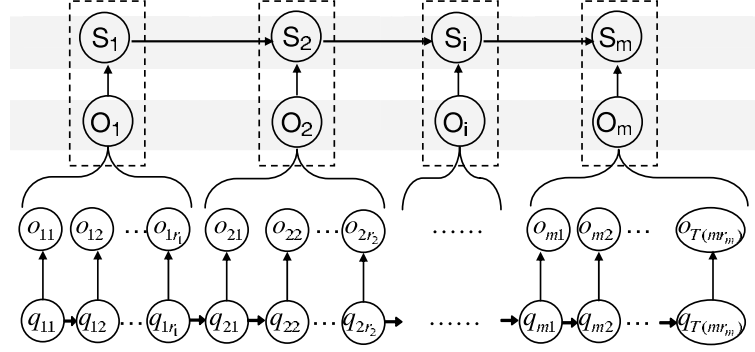 S1 S2 Si Sm
O1 O2 Oi Om
o11 o12 ... o1r1 o21 o22 ... o2r2 ...... om1 om2 ... oT(mrm)
q11 q12 ... q1r1 q21 q22 ... q2r2 ...... qm1 qm2 ... qT(mrm)